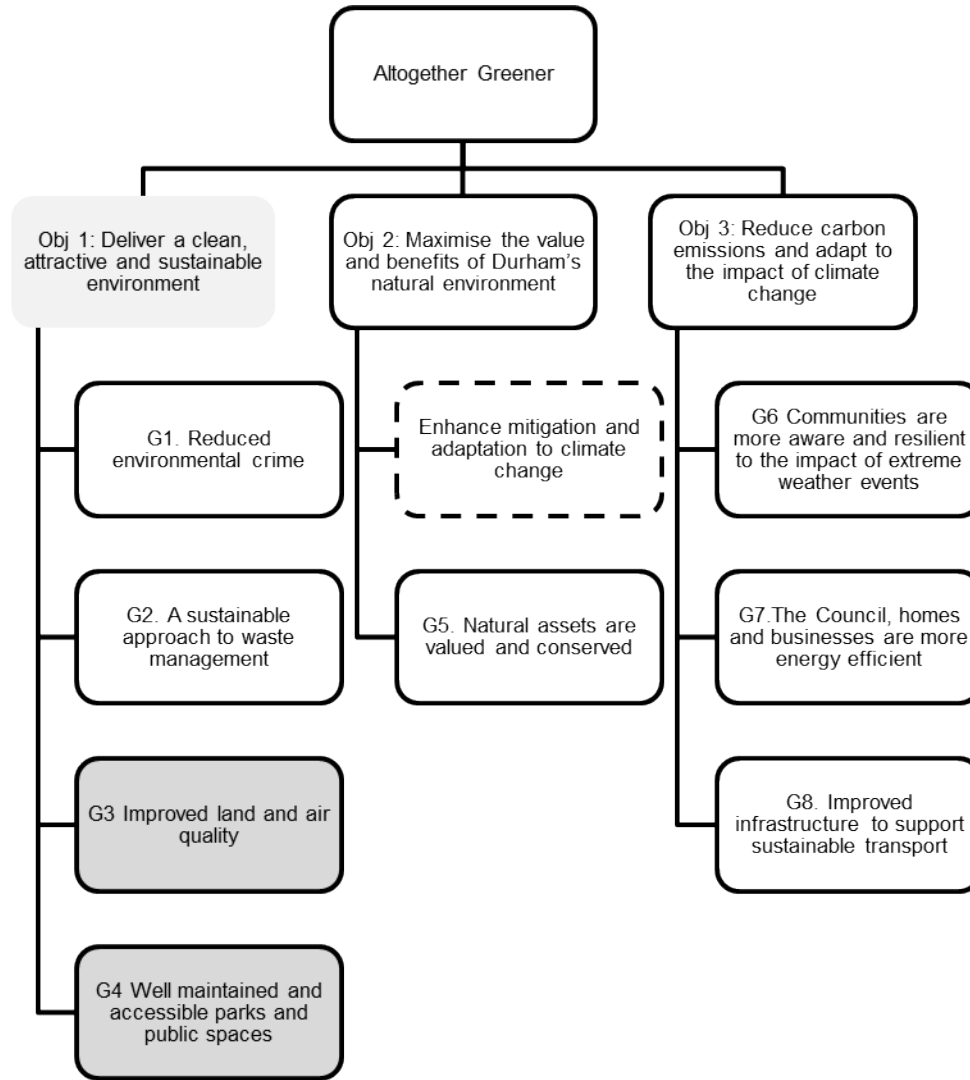 Altogether Greener
Obj 1: Deliver a clean,
attractive and sustainable
environment
Obj 2: Maximise the value
and benefits of Durham's
natural environment
Obj 3: Reduce carbon
emissions and adapt to
the impact of climate
change
G1. Reduced
environmental crime
Enhance mitigation and
adaptation to climate
change
G6 Communities are
more aware and resilient
to the impact of extreme
weather events
G2. A sustainable
approach to waste
management
G5. Natural assets are
valued and conserved
G7.The Council, homes
and businesses are more
energy efficient
G3 Improved land and air
quality
G8. Improved
infrastructure to support
sustainable transport
G4 Well maintained and
accessible parks and
public spaces